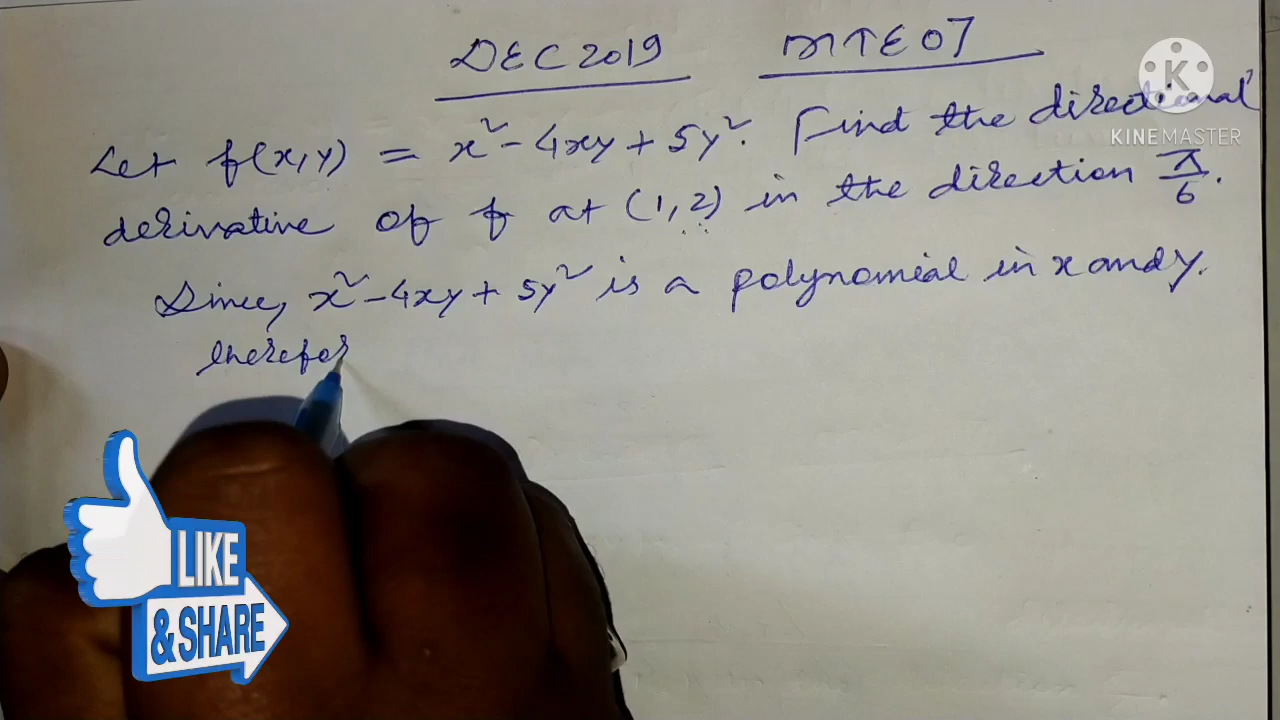 DEC 2019 MTE 07
Let f(x,y) = x² - 4xy + 5y². Find the directional
derivative of f at (1,2) in the direction π/6.
Since, x² - 4xy + 5y² is a polynomial in x and y.
therefor
K
KINEMASTER
LIKE
&SHARE